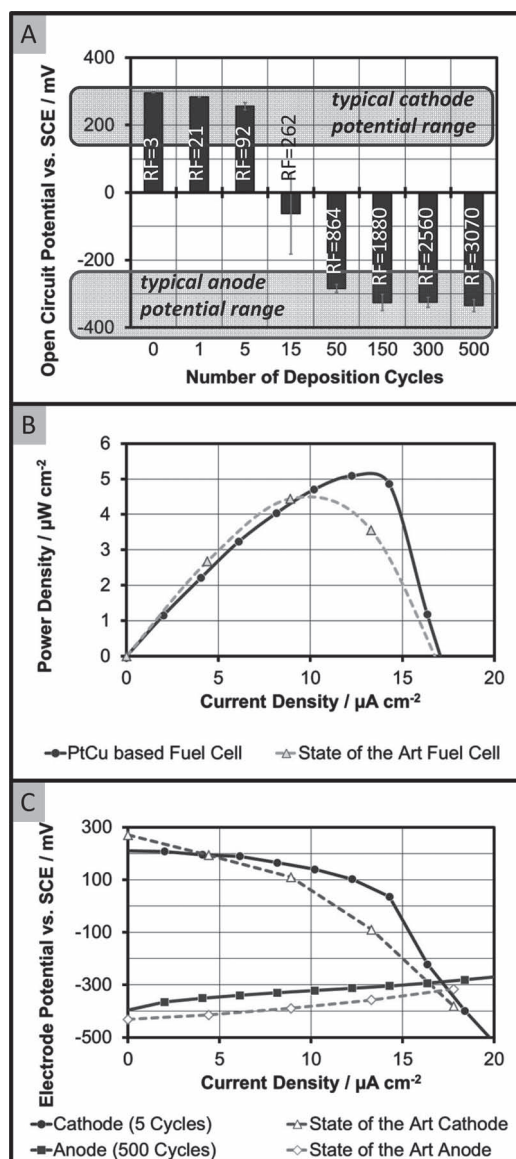 A
Open Circuit Potential vs. SCE / mV
400
200
0
-200
-400
typical cathode
potential range
typical anode
potential range
RF=3
RF=21
RF=92
RF=262
RF=864
RF=1880
RF=2560
RF=3070
0 1 5 15 50 150 300 500
Number of Deposition Cycles
B
Power Density / µW cm-2
6
5
4
3
2
1
0
0 5 10 15 20
Current Density / µA cm-2
PtCu based Fuel Cell State of the Art Fuel Cell
C
Electrode Potential vs. SCE / mV
300
100
-100
-300
-500
0 5 10 15 20
Current Density / µA cm-2
Cathode (5 Cycles) State of the Art Cathode
Anode (500 Cycles) State of the Art Anode